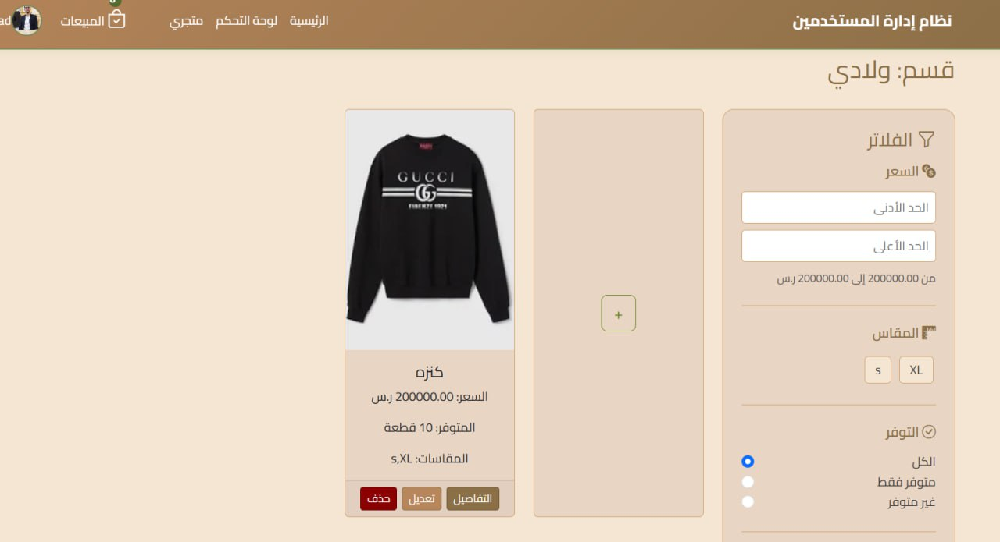 نظام إدارة المستخدمين
الرئيسية
لوحة التحكم
متجري
المبيعات
ad
قسم: ولادي
الفلاتر
السعر
الحد الأدنى
الحد الأعلى
من 200000.00 إلى 200000.00 ر.س
المقاس
XL
s
التوفر
الكل
متوفر فقط
غير متوفر
+
GUCCI
GG
FIRENZE 1921
كنزه
السعر: 200000.00 ر.س
المتوفر: 10 قطعة
المقاسات: s,XL
التفاصيل
تعديل
حذف